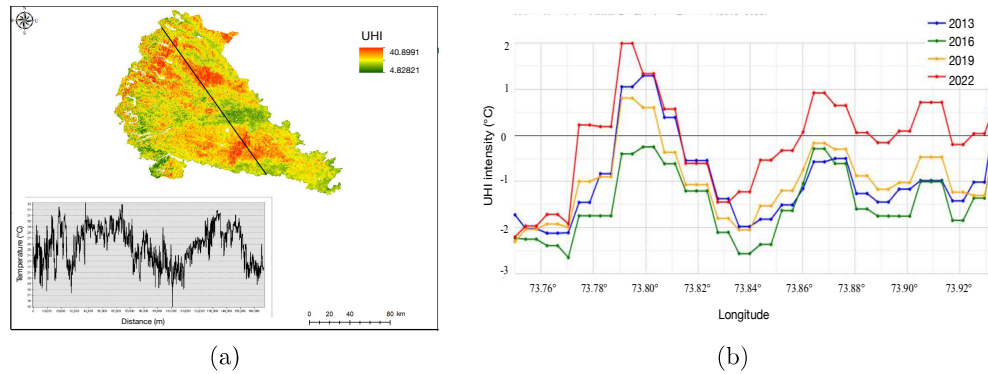 UHI
40.8991
4.82821
Temperature (°C)
Distance (m)
0 20 40 60 80 km
(a)
2013
2016
2019
2022
UHI intensity (°C)
2
1
0
-1
-2
-3
73.76° 73.78° 73.80° 73.82° 73.84° 73.86° 73.88° 73.90° 73.92°
Longitude
(b)